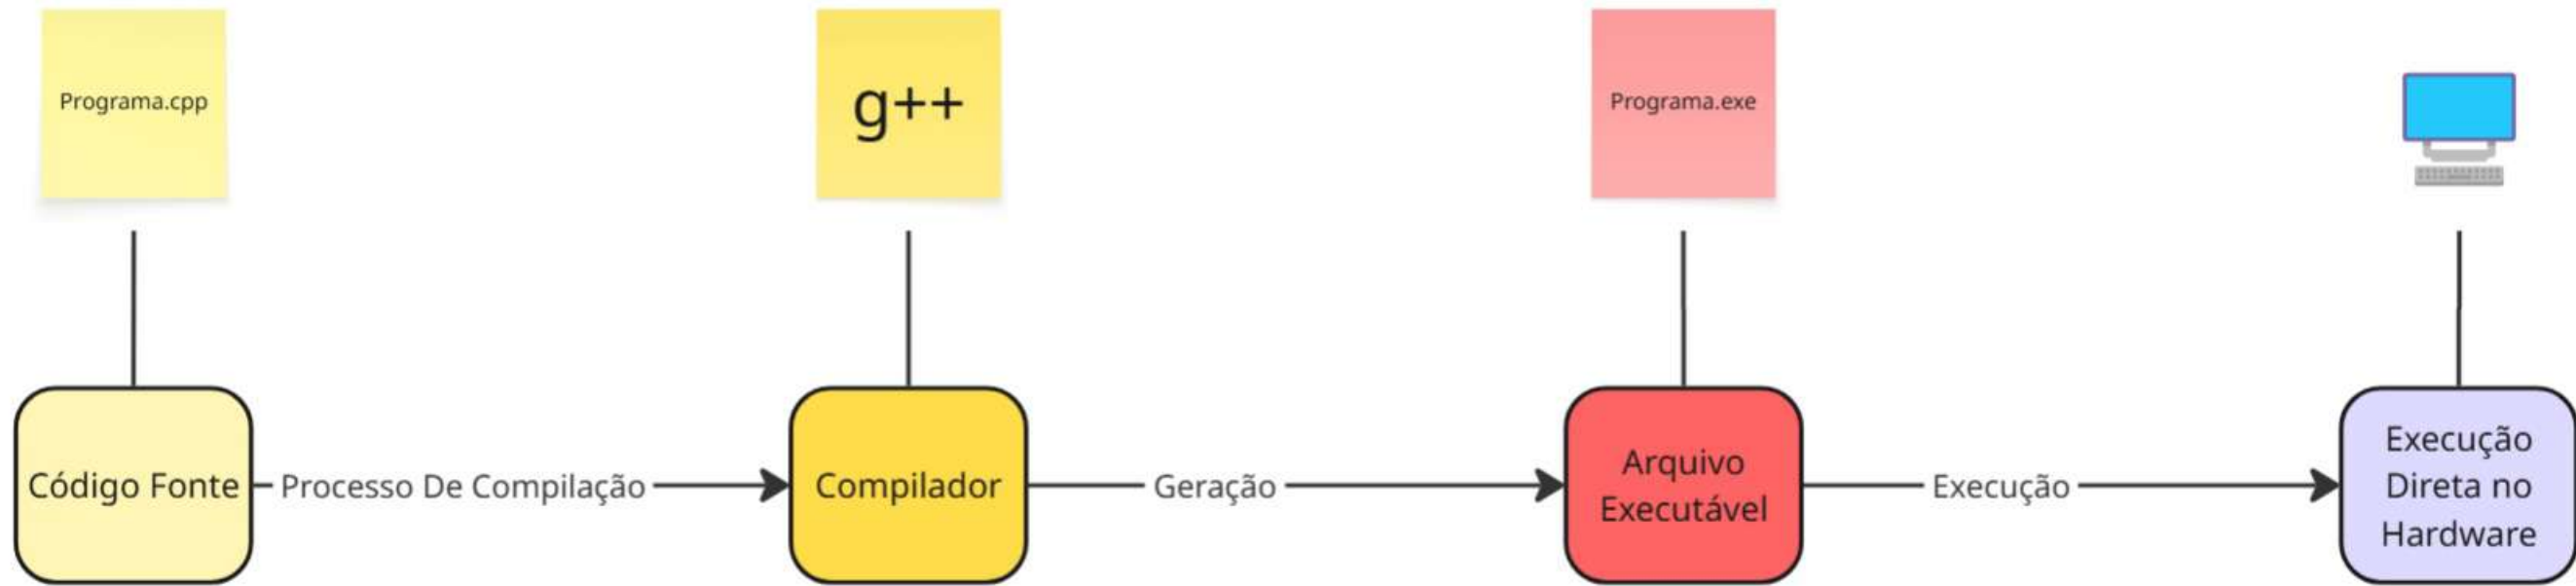 Programa.cpp
g++
Programa.exe
Código Fonte
Processo De Compilação
Compilador
Geração
Arquivo
Executável
Execução
Execução
Direta no
Hardware